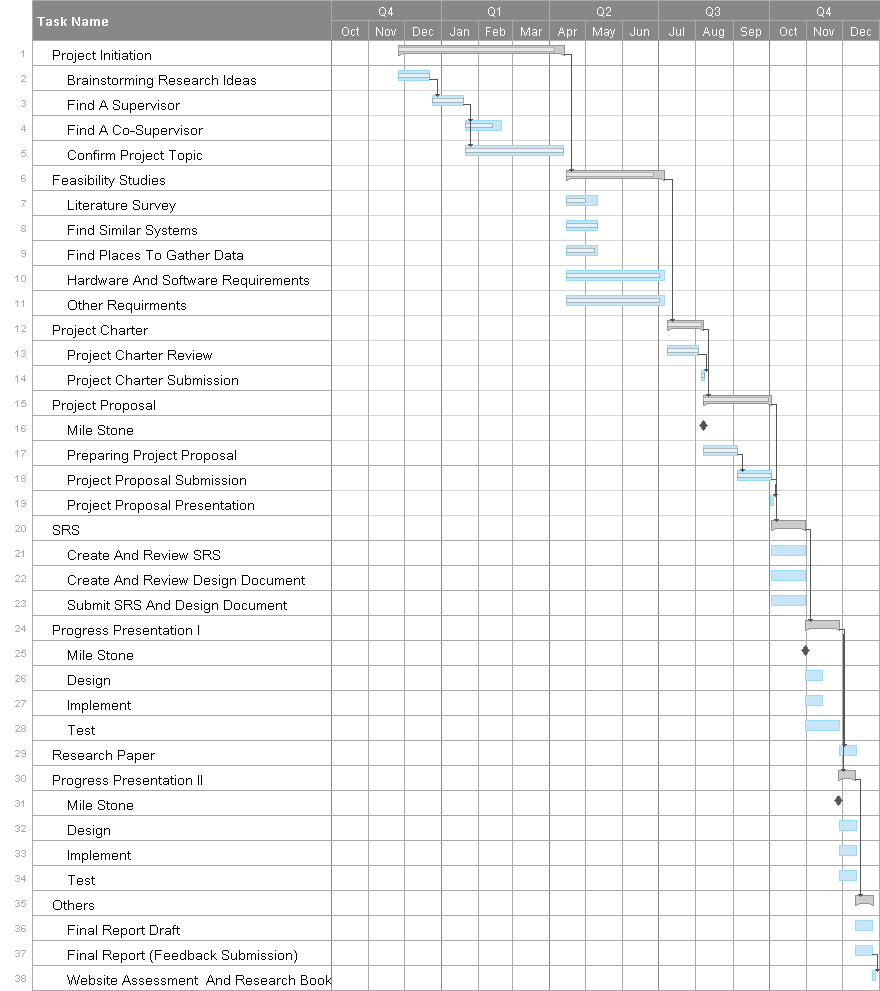 Task Name
Q4 Q1 Q2 Q3 Q4
Oct Nov Dec Jan Feb Mar Apr May Jun Jul Aug Sep Oct Nov Dec
1 Project Initiation
2 Brainstorming Research Ideas
3 Find A Supervisor
4 Find A Co-Supervisor
5 Confirm Project Topic
6 Feasibility Studies
7 Literature Survey
8 Find Similar Systems
9 Find Places To Gather Data
10 Hardware And Software Requirements
11 Other Requirments
12 Project Charter
13 Project Charter Review
14 Project Charter Submission
15 Project Proposal
16 Mile Stone
17 Preparing Project Proposal
18 Project Proposal Submission
19 Project Proposal Presentation
20 SRS
21 Create And Review SRS
22 Create And Review Design Document
23 Submit SRS And Design Document
24 Progress Presentation I
25 Mile Stone
26 Design
27 Implement
28 Test
29 Research Paper
30 Progress Presentation II
31 Mile Stone
32 Design
33 Implement
34 Test
35 Others
36 Final Report Draft
37 Final Report (Feedback Submission)
38 Website Assessment And Research Book